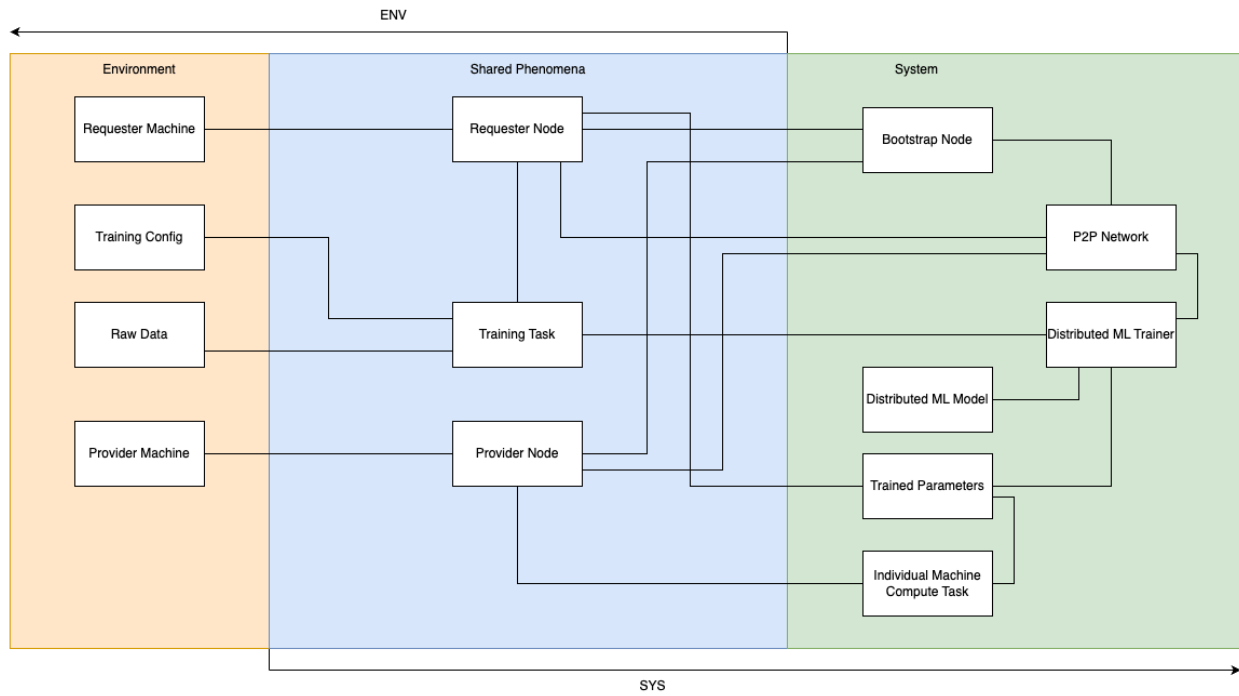 ENV
Environment
Shared Phenomena
System
Requester Machine
Requester Node
Bootstrap Node
Training Config
P2P Network
Raw Data
Training Task
Distributed ML Trainer
Distributed ML Model
Provider Machine
Provider Node
Trained Parameters
Individual Machine
Compute Task
SYS